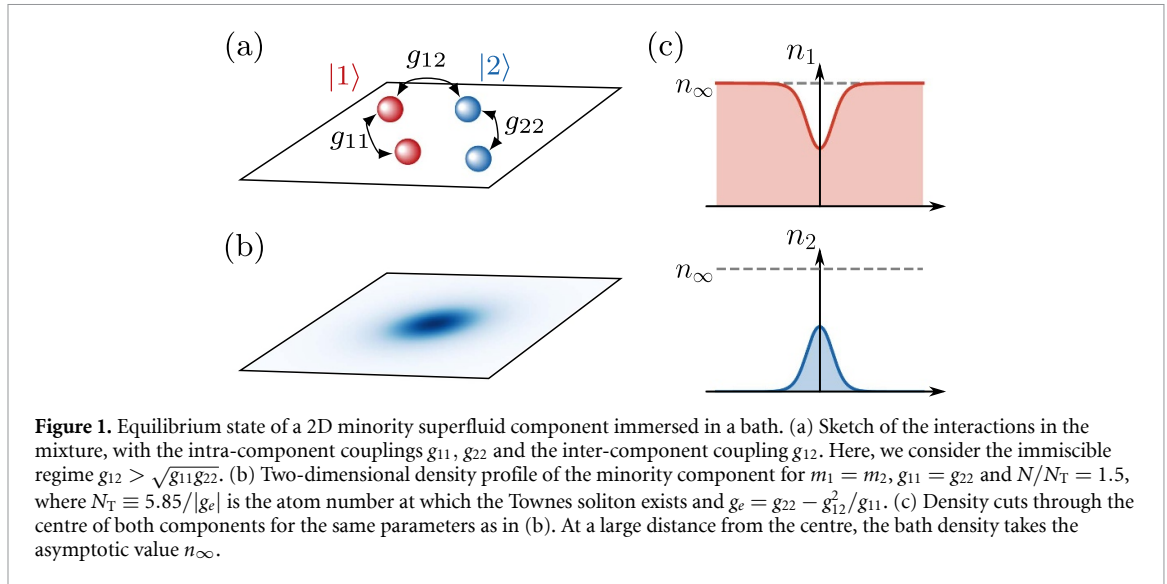 (a)
|1⟩
g₁₂
|2⟩
g₁₁
g₂₂
(b)
(c)
n₁
n∞
n₂
n∞
Figure 1. Equilibrium state of a 2D minority superfluid component immersed in a bath. (a) Sketch of the interactions in the
mixture, with the intra-component couplings g₁₁, g₂₂ and the inter-component coupling g₁₂. Here, we consider the immiscible
regime g₁₂ > √g₁₁g₂₂. (b) Two-dimensional density profile of the minority component for m₁ = m₂, g₁₁ = g₂₂ and N/N_T = 1.5,
where N_T ≡ 5.85/|gₑ| is the atom number at which the Townes soliton exists and gₑ = g₂₂ − g₁₂²/g₁₁. (c) Density cuts through the
centre of both components for the same parameters as in (b). At a large distance from the centre, the bath density takes the
asymptotic value n∞.